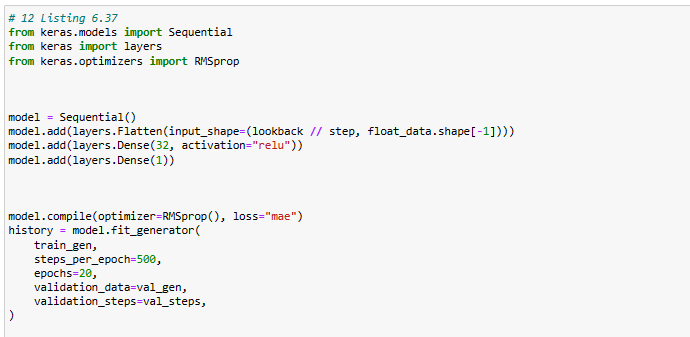 # 12 Listing 6.37
from keras.models import Sequential
from keras import layers
from keras.optimizers import RMSprop
model = Sequential()
model.add(layers.Flatten(input_shape=(lookback // step, float_data.shape[-1])))
model.add(layers.Dense(32, activation="relu"))
model.add(layers.Dense(1))
model.compile(optimizer=RMSprop(), loss="mae")
history = model.fit_generator(
    train_gen,
    steps_per_epoch=500,
    epochs=20,
    validation_data=val_gen,
    validation_steps=val_steps,
)